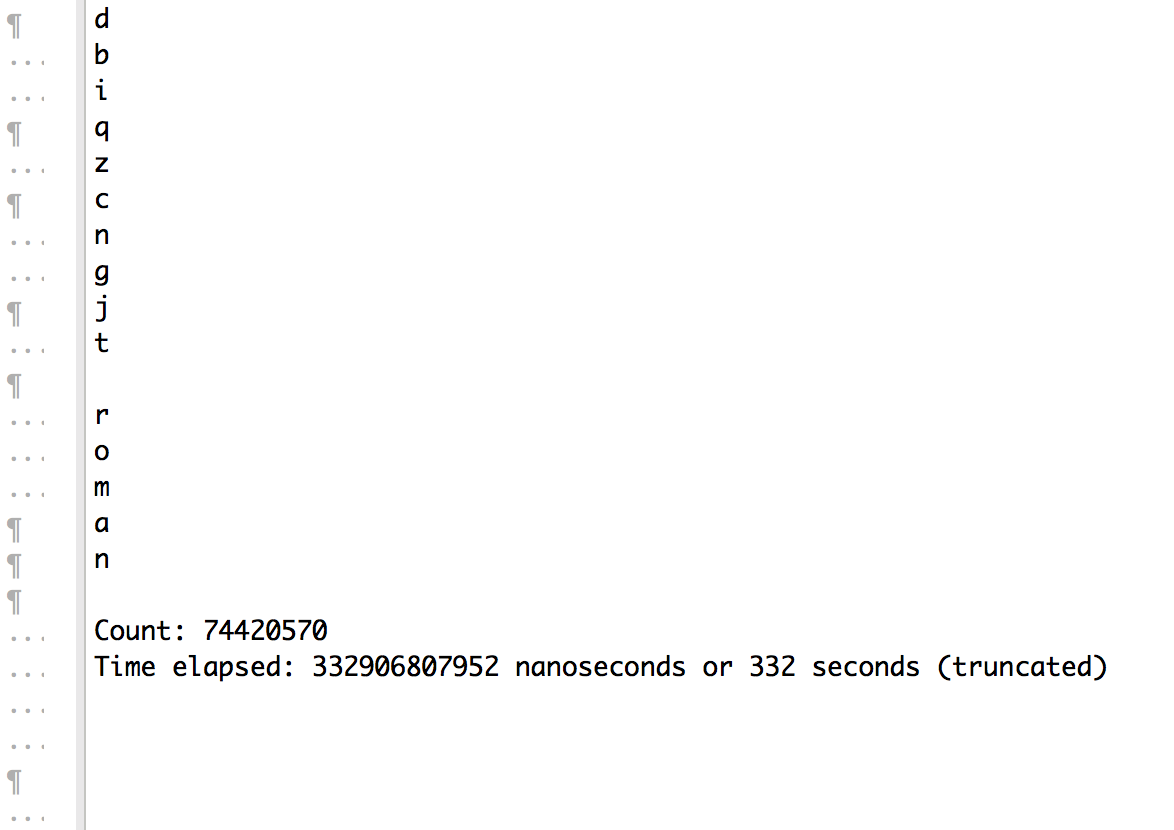 d
b
i
q
z
c
n
g
j
t
r
o
m
a
n
Count: 74420570
Time elapsed: 332906807952 nanoseconds or 332 seconds (truncated)